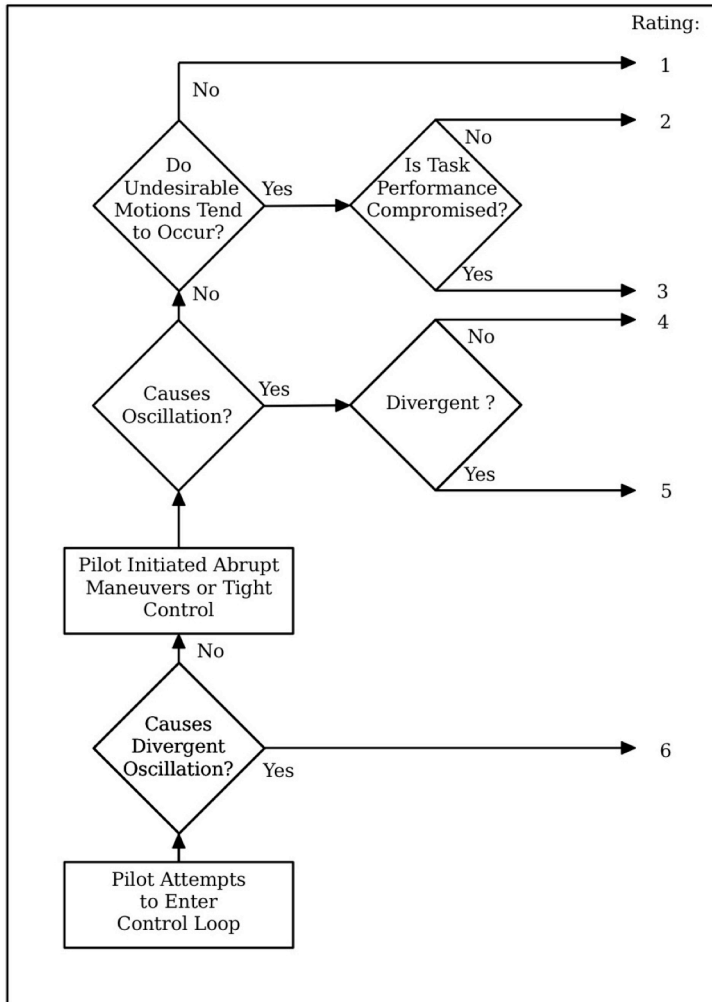 Rating:
1
No
2
No
Do
Undesirable
Motions Tend
to Occur?
Yes
Is Task
Performance
Compromised?
Yes
3
No
4
No
Causes
Oscillation?
Yes
Divergent ?
Yes
5
Pilot Initiated Abrupt
Maneuvers or Tight
Control
No
Causes
Divergent
Oscillation?
Yes
6
Pilot Attempts
to Enter
Control Loop